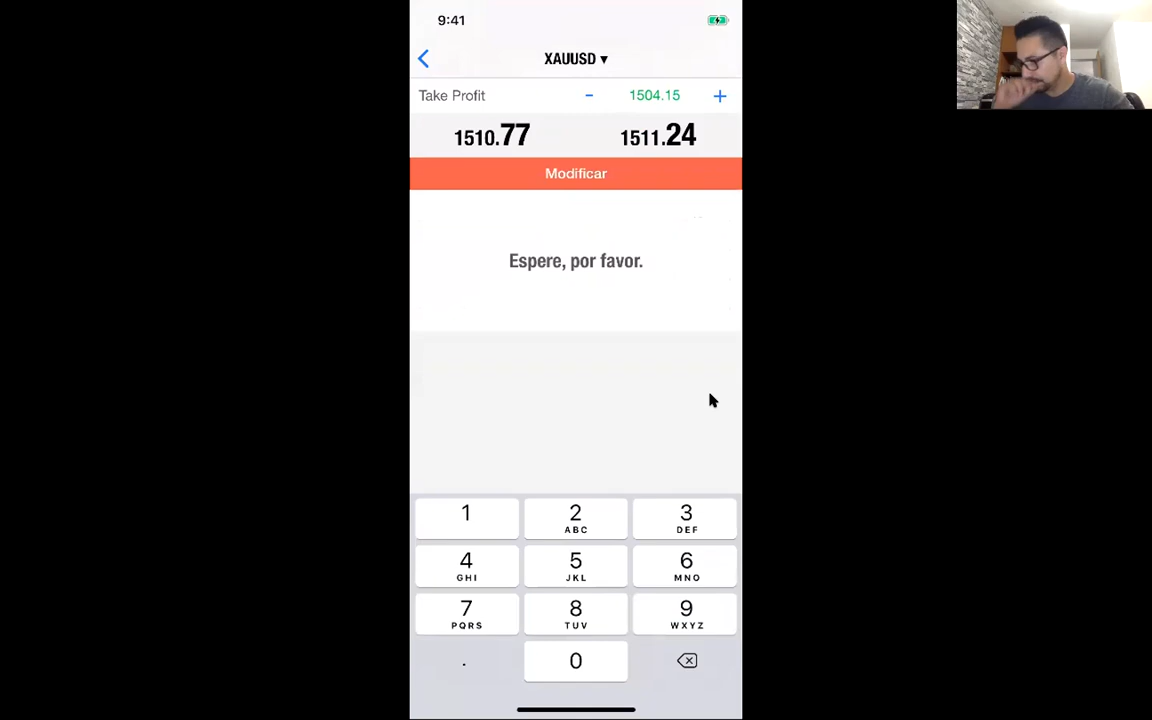 9:41
XAUUSD ▼
Take Profit - 1504.15 +
1510.77 1511.24
Modificar
Espere, por favor.
1 2 3
ABC DEF
4 5 6
GHI JKL MNO
7 8 9
PQRS TUV WXYZ
. 0